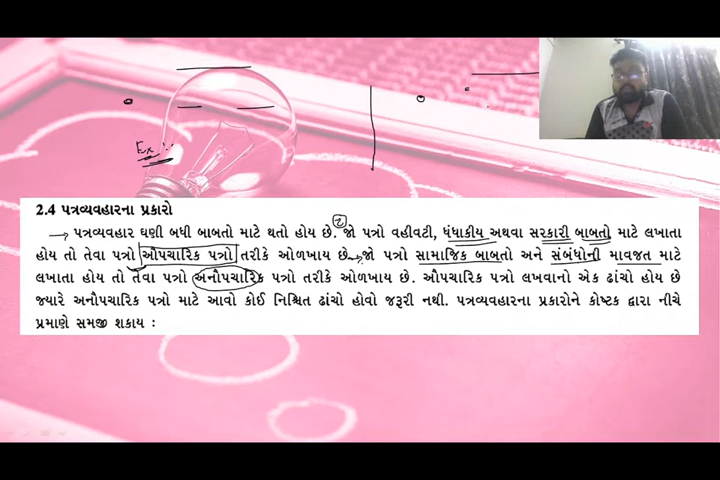 Ex :.
2.4 પત્રવ્યવહારના પ્રકારો
2
→ પત્રવ્યવહાર ઘણી બધી બાબતો માટે થતો હોય છે. જો પત્રો વહીવટી, ધંધાકીય અથવા સરકારી બાબતો માટે લખાતા
હોય તો તેવા પત્રો ઔપચારિક પત્રો તરીકે ઓળખાય છે. જો પત્રો સામાજિક બાબતો અને સંબંધોની માવજત માટે
લખાતા હોય તો તેવા પત્રો અનૌપચારિક પત્રો તરીકે ઓળખાય છે. ઔપચારિક પત્રો લખવાનો એક ઢાંચો હોય છે
જ્યારે અનૌપચારિક પત્રો માટે આવો કોઈ નિશ્ચિત ઢાંચો હોવો જરૂરી નથી. પત્રવ્યવહારના પ્રકારોને કોષ્ટક દ્વારા નીચે
પ્રમાણે સમજી શકાય :